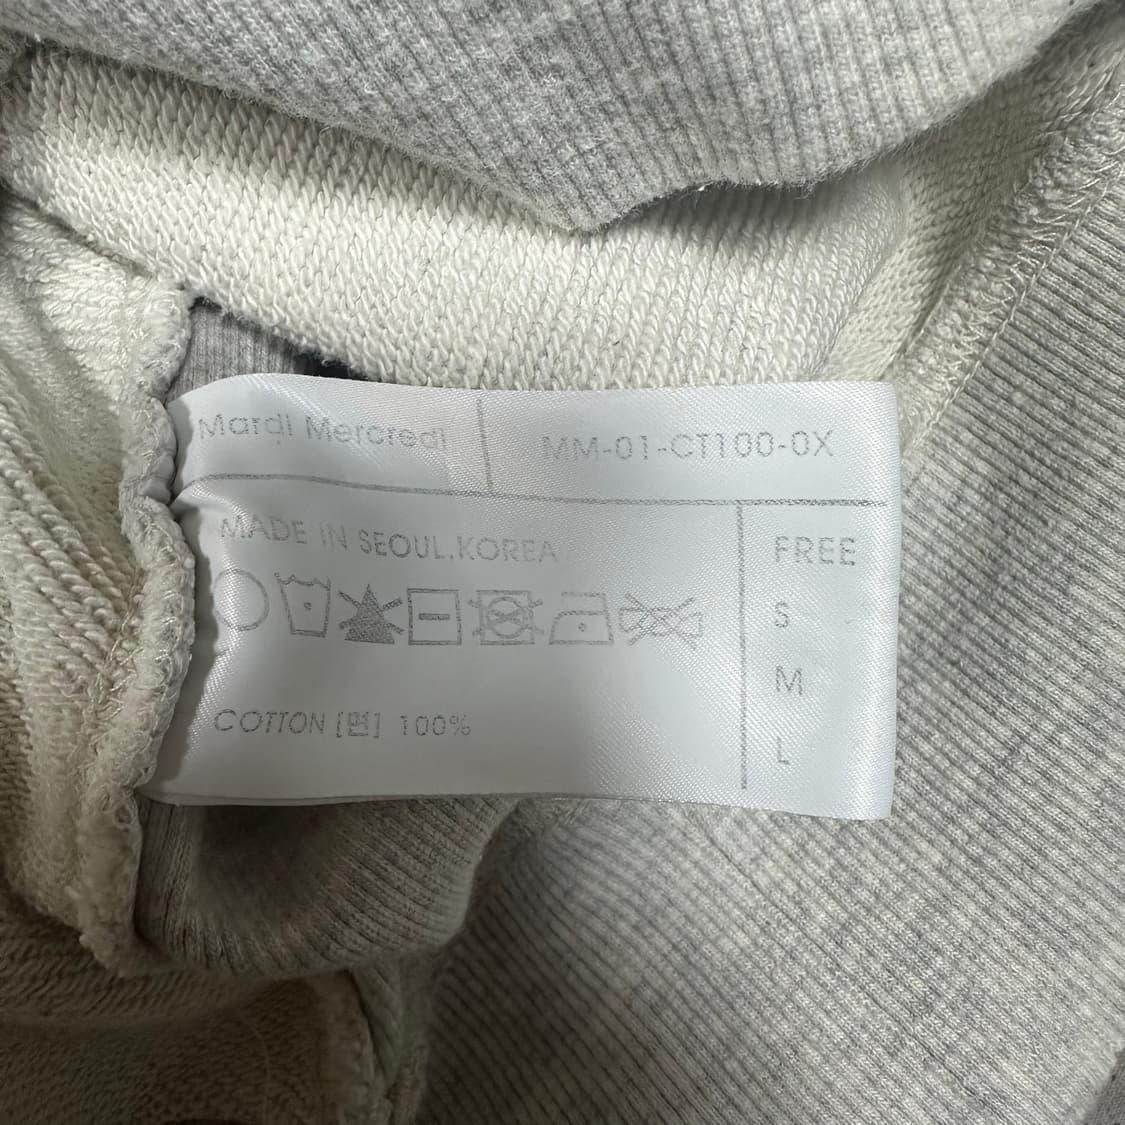 Mardi Mercredi
MM-01-CT100-0X
MADE IN SEOUL.KOREA
COTTON [면] 100%
FREE
S
M
L